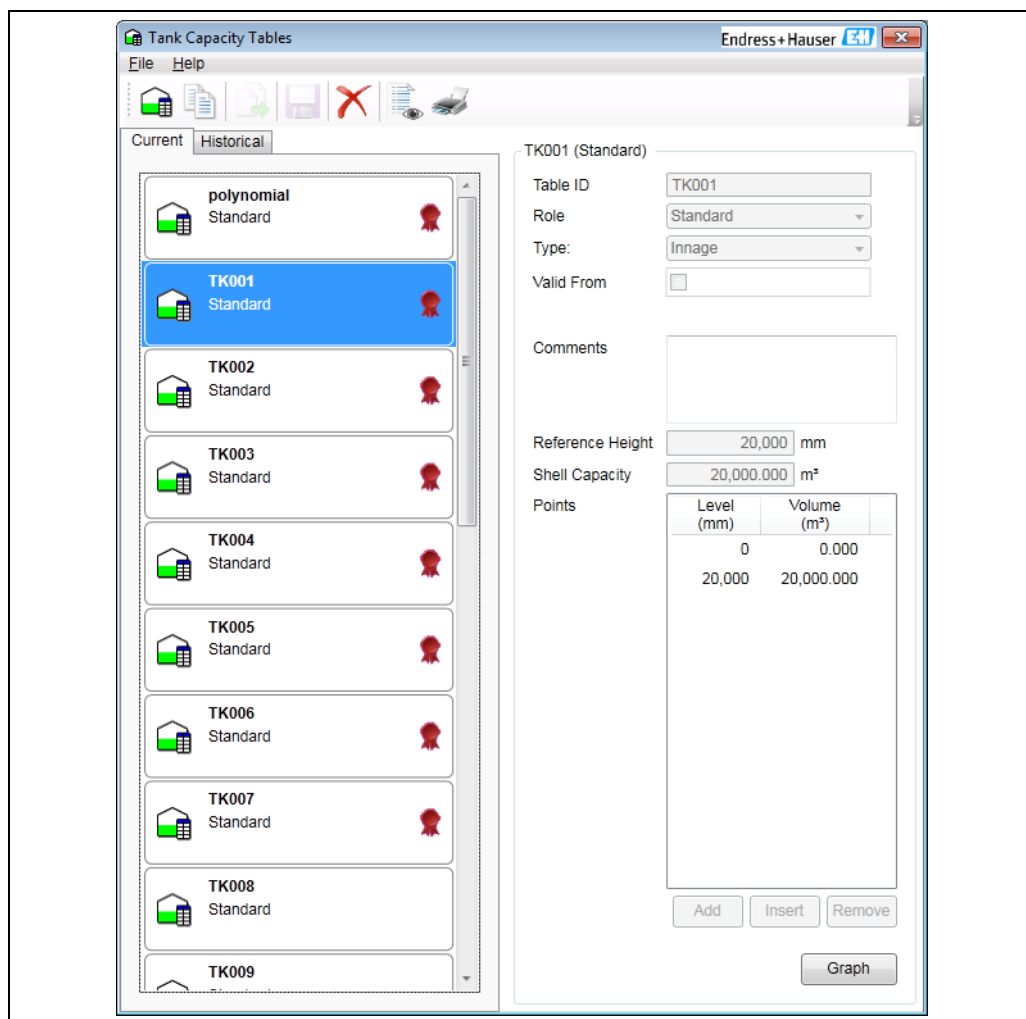 Tank Capacity Tables
Endress+Hauser EH
File Help
Current Historical
polynomial
Standard
TK001
Standard
TK002
Standard
TK003
Standard
TK004
Standard
TK005
Standard
TK006
Standard
TK007
Standard
TK008
Standard
TK009
TK001 (Standard)
Table ID TK001
Role Standard
Type: Innage
Valid From
Comments
Reference Height 20,000 mm
Shell Capacity 20,000.000 m³
Points
Level Volume
(mm) (m³)
0 0.000
20,000 20,000.000
Add Insert Remove
Graph